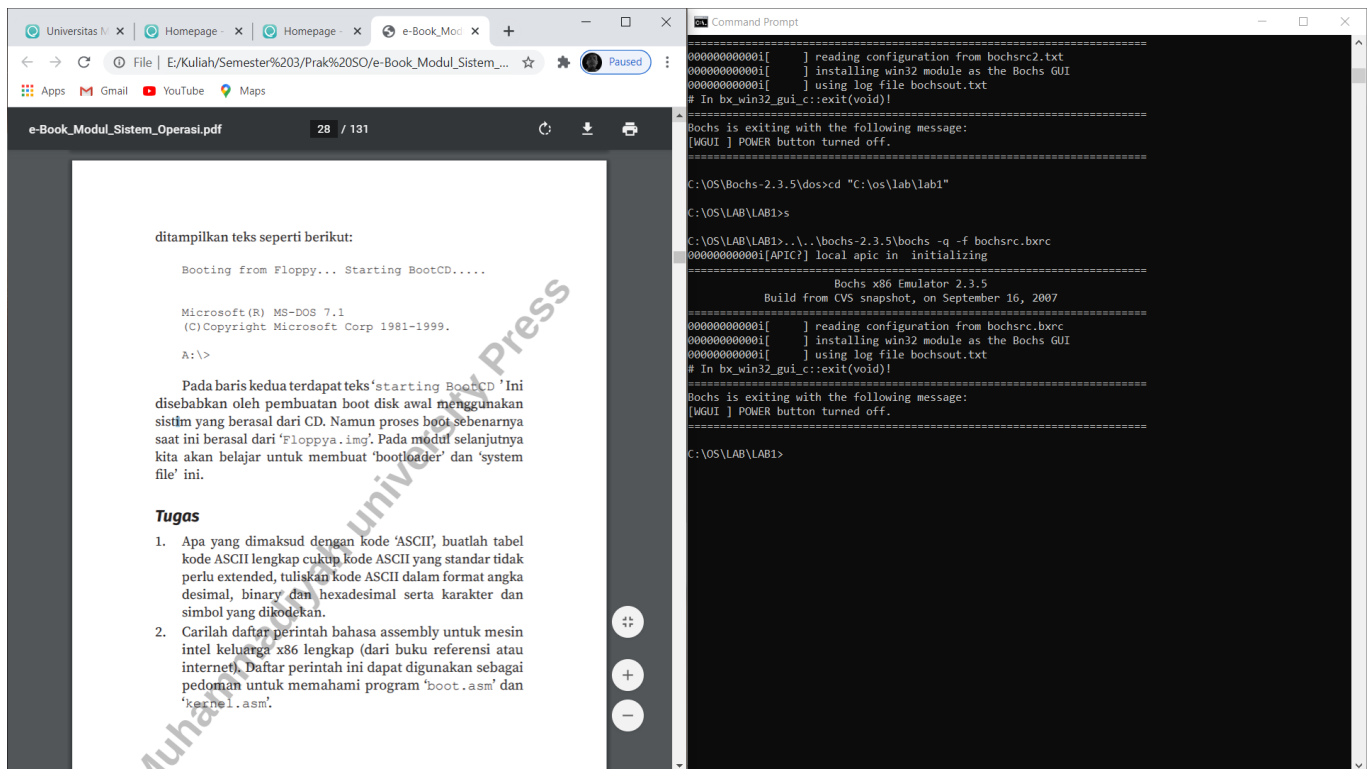 Universitas M
Homepage -
Homepage -
e-Book_Mod
File | E:/Kuliah/Semester%203/Prak%20SO/e-Book_Modul_Sistem_...
Paused
Apps Gmail YouTube Maps
e-Book_Modul_Sistem_Operasi.pdf
28 / 131
ditampilkan teks seperti berikut:
Booting from Floppy... Starting BootCD.....
Microsoft(R) MS-DOS 7.1
(C)Copyright Microsoft Corp 1981-1999.
A:\>
Pada baris kedua terdapat teks ‘starting BootCD ’ Ini
disebabkan oleh pembuatan boot disk awal menggunakan
sistim yang berasal dari CD. Namun proses boot sebenarnya
saat ini berasal dari ‘Floppya.img’. Pada modul selanjutnya
kita akan belajar untuk membuat ‘bootloader’ dan ‘system
file’ ini.
Tugas
1. Apa yang dimaksud dengan kode ‘ASCII’, buatlah tabel
kode ASCII lengkap cukup kode ASCII yang standar tidak
perlu extended, tuliskan kode ASCII dalam format angka
desimal, binary dan hexadesimal serta karakter dan
simbol yang dikodekan.
2. Carilah daftar perintah bahasa assembly untuk mesin
intel keluarga x86 lengkap (dari buku referensi atau
internet). Daftar perintah ini dapat digunakan sebagai
pedoman untuk memahami program ‘boot.asm’ dan
‘kernel.asm’.
Muhammadiyah University Press
Command Prompt
========================================================================
00000000000i[     ] reading configuration from bochsrc2.txt
00000000000i[     ] installing win32 module as the Bochs GUI
00000000000i[     ] using log file bochsout.txt
# In bx_win32_gui_c::exit(void)!
========================================================================
Bochs is exiting with the following message:
[WGUI ] POWER button turned off.
========================================================================
C:\OS\Bochs-2.3.5\dos>cd "C:\os\lab\lab1"
C:\OS\LAB\LAB1>s
C:\OS\LAB\LAB1>..\..\bochs-2.3.5\bochs -q -f bochsrc.bxrc
00000000000i[APIC?] local apic in  initializing
========================================================================
Bochs x86 Emulator 2.3.5
Build from CVS snapshot, on September 16, 2007
========================================================================
00000000000i[     ] reading configuration from bochsrc.bxrc
00000000000i[     ] installing win32 module as the Bochs GUI
00000000000i[     ] using log file bochsout.txt
# In bx_win32_gui_c::exit(void)!
========================================================================
Bochs is exiting with the following message:
[WGUI ] POWER button turned off.
========================================================================
C:\OS\LAB\LAB1>